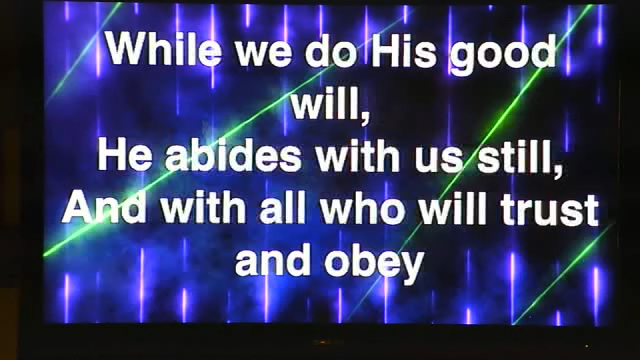 While we do His good
will,
He abides with us still,
And with all who will trust
and obey